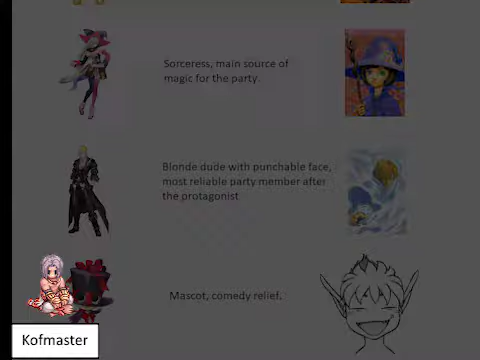 Sorceress, main source of
magic for the party.
Blonde dude with punchable face,
most reliable party member after
the protagonist
Mascot, comedy relief.
Kofmaster